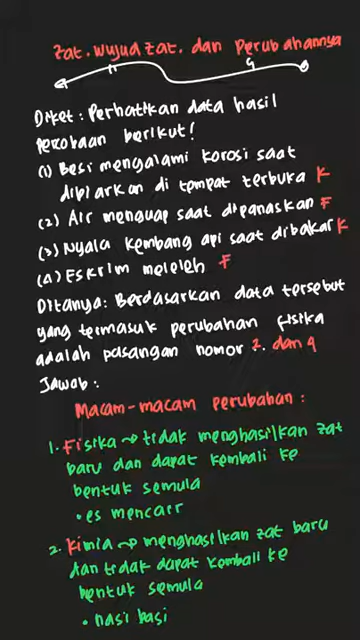 Zat, Wujud Zat, dan Perubahannya
Diket : Perhatikan data hasil
percobaan berikut!
(1) Besi mengalami korosi saat
dibiarkan di tempat terbuka K
(2) Air menguap saat dipanaskan F
(3) Nyala kembang api saat dibakar K
(4) Es krim meleleh F
Ditanya: Berdasarkan data tersebut
yang termasuk perubahan fisika
adalah pasangan nomor 2. dan 4
Jawab :
Macam-macam perubahan :
1. Fisika → tidak menghasilkan zat
baru dan dapat kembali ke
bentuk semula
• es mencair
2. Kimia → menghasilkan zat baru
dan tidak dapat kembali ke
bentuk semula
• nasi basi